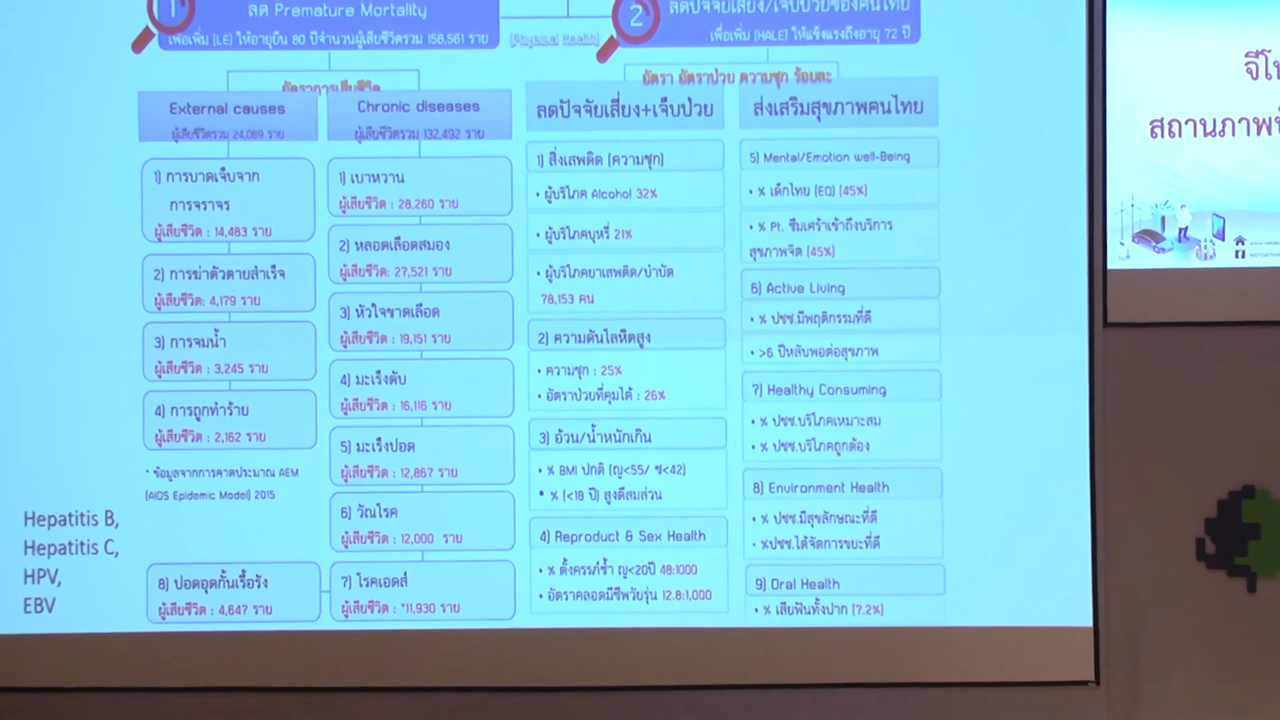 1
ลด Premature Mortality
เพื่อเพิ่ม (LE) ให้อายุยืน 80 ปีจำนวนผู้เสียชีวิตรวม 156,561 ราย
(Physical Health)
2
ลดปัจจัยเสี่ยง/เจ็บป่วยของคนไทย
เพื่อเพิ่ม (HALE) ให้แข็งแรงถึงอายุ 72 ปี
อัตราการเสียชีวิต
External causes
ผู้เสียชีวิตรวม 24,069 ราย
1) การบาดเจ็บจาก
การจราจร
ผู้เสียชีวิต : 14,483 ราย
2) การฆ่าตัวตายสำเร็จ
ผู้เสียชีวิต: 4,179 ราย
3) การจมน้ำ
ผู้เสียชีวิต : 3,245 ราย
4) การถูกทำร้าย
ผู้เสียชีวิต : 2,162 ราย
* ข้อมูลจากการคาดประมาณ AEM
(AIDS Epidemic Model) 2015
Hepatitis B,
Hepatitis C,
HPV,
EBV
8) ปอดอุดกั้นเรื้อรัง
ผู้เสียชีวิต : 4,647 ราย
Chronic diseases
ผู้เสียชีวิตรวม 132,492 ราย
1) เบาหวาน
ผู้เสียชีวิต : 28,260 ราย
2) หลอดเลือดสมอง
ผู้เสียชีวิต: 27,521 ราย
3) หัวใจขาดเลือด
ผู้เสียชีวิต : 19,151 ราย
4) มะเร็งตับ
ผู้เสียชีวิต : 16,116 ราย
5) มะเร็งปอด
ผู้เสียชีวิต : 12,867 ราย
6) วัณโรค
ผู้เสียชีวิต : 12,000 ราย
7) โรคเอดส์
ผู้เสียชีวิต : *11,930 ราย
อัตรา อัตราป่วย ความชุก ร้อยละ
ลดปัจจัยเสี่ยง+เจ็บป่วย
1) สิ่งเสพติด (ความชุก)
• ผู้บริโภค Alcohol 32%
• ผู้บริโภคบุหรี่ 21%
• ผู้บริโภคยาเสพติด/บำบัด
78,153 คน
2) ความดันโลหิตสูง
• ความชุก : 25%
• อัตราป่วยที่คุมได้ : 26%
3) อ้วน/น้ำหนักเกิน
• % BMI ปกติ (ญ<55/ ช<42)
• % (<18 ปี) สูงดีสมส่วน
4) Reproduct & Sex Health
• % ตั้งครรภ์ซ้ำ ญ<20ปี 48:1000
• อัตราคลอดมีชีพวัยรุ่น 12.8:1,000
ส่งเสริมสุขภาพคนไทย
5) Mental/Emotion well-Being
• % เด็กไทย (EQ) (45%)
• % Pt. ซึมเศร้าเข้าถึงบริการ
สุขภาพจิต (45%)
6) Active Living
• % ปชช.มีพฤติกรรมที่ดี
• >6 ปีหลับพอต่อสุขภาพ
7) Healthy Consuming
• % ปชช.บริโภคเหมาะสม
• % ปชช.บริโภคถูกต้อง
8) Environment Health
• % ปชช.มีสุขลักษณะที่ดี
• %ปชช.ได้จัดการขยะที่ดี
9) Oral Health
• % เสียฟันทั้งปาก (7.2%)